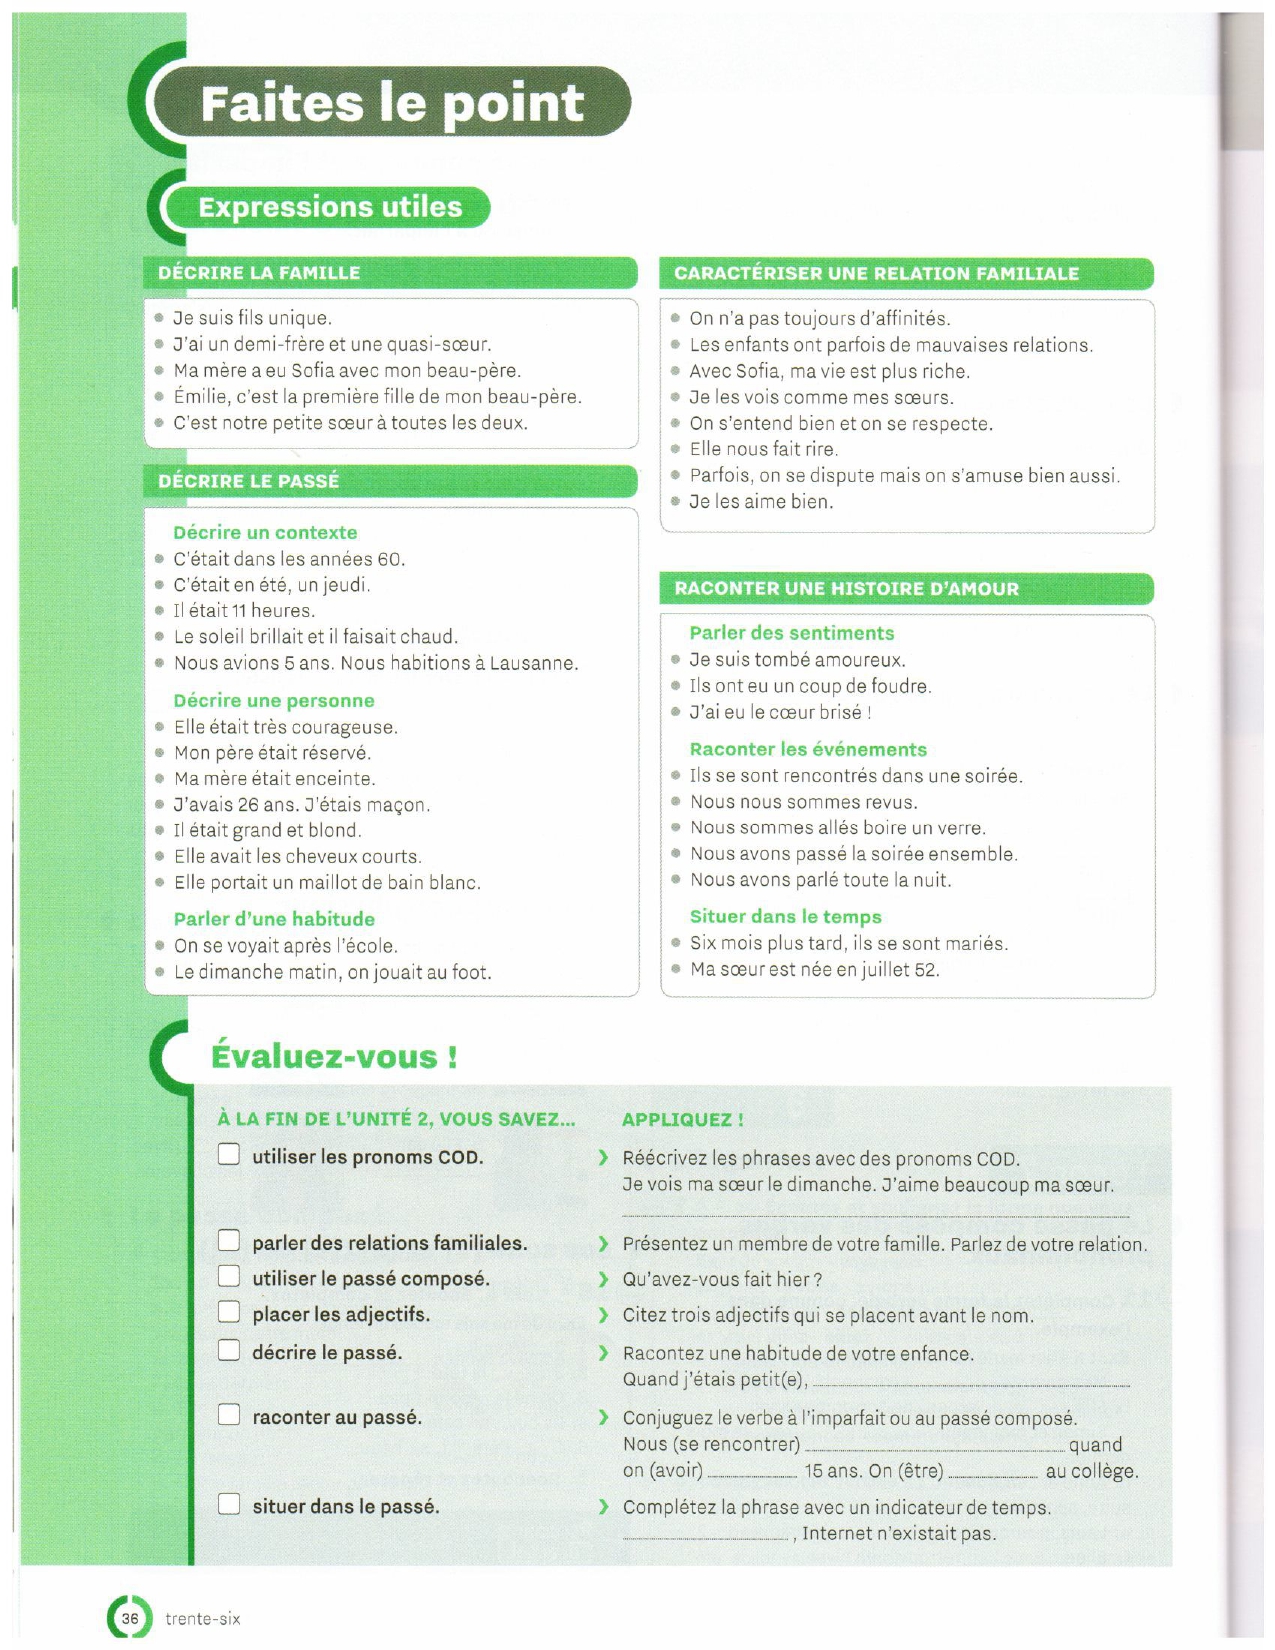 Faites le point
Expressions utiles
DÉCRIRE LA FAMILLE
• Je suis fils unique.
• J'ai un demi-frère et une quasi-sœur.
• Ma mère a eu Sofia avec mon beau-père.
• Émilie, c'est la première fille de mon beau-père.
• C'est notre petite sœur à toutes les deux.
DÉCRIRE LE PASSÉ
Décrire un contexte
• C'était dans les années 60.
• C'était en été, un jeudi.
• Il était 11 heures.
• Le soleil brillait et il faisait chaud.
• Nous avions 5 ans. Nous habitions à Lausanne.
Décrire une personne
• Elle était très courageuse.
• Mon père était réservé.
• Ma mère était enceinte.
• J'avais 26 ans. J'étais maçon.
• Il était grand et blond.
• Elle avait les cheveux courts.
• Elle portait un maillot de bain blanc.
Parler d'une habitude
• On se voyait après l'école.
• Le dimanche matin, on jouait au foot.
CARACTÉRISER UNE RELATION FAMILIALE
• On n'a pas toujours d'affinités.
• Les enfants ont parfois de mauvaises relations.
• Avec Sofia, ma vie est plus riche.
• Je les vois comme mes sœurs.
• On s'entend bien et on se respecte.
• Elle nous fait rire.
• Parfois, on se dispute mais on s'amuse bien aussi.
• Je les aime bien.
RACONTER UNE HISTOIRE D'AMOUR
Parler des sentiments
• Je suis tombé amoureux.
• Ils ont eu un coup de foudre.
• J'ai eu le cœur brisé !
Raconter les événements
• Ils se sont rencontrés dans une soirée.
• Nous nous sommes revus.
• Nous sommes allés boire un verre.
• Nous avons passé la soirée ensemble.
• Nous avons parlé toute la nuit.
Situer dans le temps
• Six mois plus tard, ils se sont mariés.
• Ma sœur est née en juillet 52.
Évaluez-vous !
À LA FIN DE L'UNITÉ 2, VOUS SAVEZ... APPLIQUEZ !
utiliser les pronoms COD. › Réécrivez les phrases avec des pronoms COD.
Je vois ma sœur le dimanche. J'aime beaucoup ma sœur.
parler des relations familiales. › Présentez un membre de votre famille. Parlez de votre relation.
utiliser le passé composé. › Qu'avez-vous fait hier ?
placer les adjectifs. › Citez trois adjectifs qui se placent avant le nom.
décrire le passé. › Racontez une habitude de votre enfance.
Quand j'étais petit(e),
raconter au passé. › Conjuguez le verbe à l'imparfait ou au passé composé.
Nous (se rencontrer) quand
on (avoir) 15 ans. On (être) au collège.
situer dans le passé. › Complétez la phrase avec un indicateur de temps.
, Internet n'existait pas.
36 trente-six